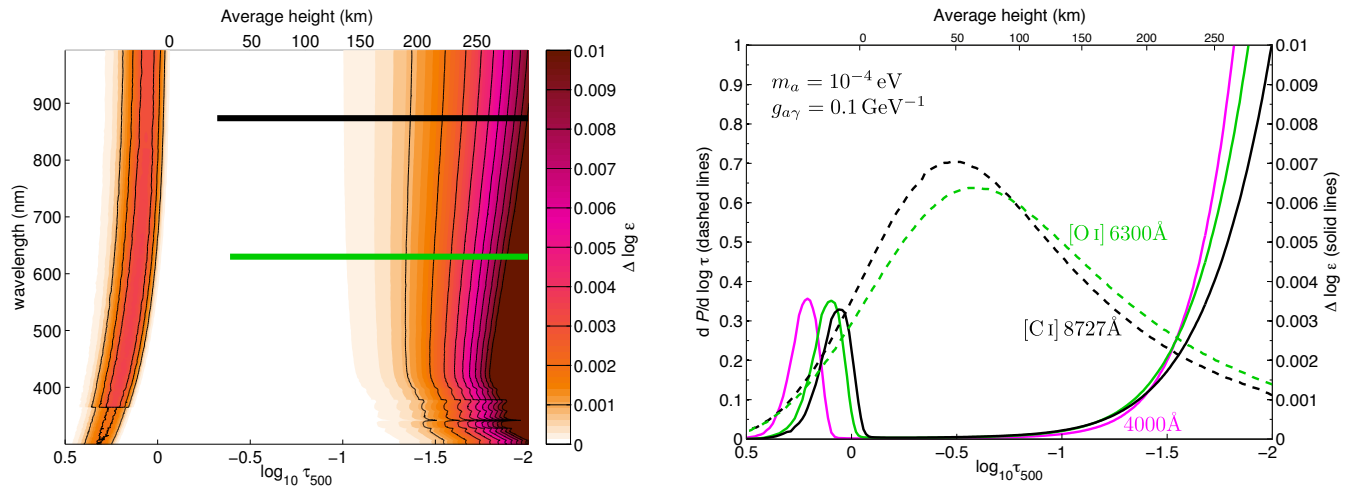 Average height (km)
0 50 100 150 200 250
wavelength (nm)
900
800
700
600
500
400
0.5 0 −0.5 −1 −1.5 −2
log10 τ500
0.01
0.009
0.008
0.007
0.006
0.005
0.004
0.003
0.002
0.001
0
Δ log ε
Average height (km)
0 50 100 150 200 250
d P/d log τ (dashed lines)
1
0.9
0.8
0.7
0.6
0.5
0.4
0.3
0.2
0.1
0
mₐ = 10⁻⁴ eV
gₐᵧ = 0.1 GeV⁻¹
[O I] 6300Å
[C I] 8727Å
4000Å
0.5 0 −0.5 −1 −1.5 −2
log10τ500
0.01
0.009
0.008
0.007
0.006
0.005
0.004
0.003
0.002
0.001
0
Δ log ε (solid lines)